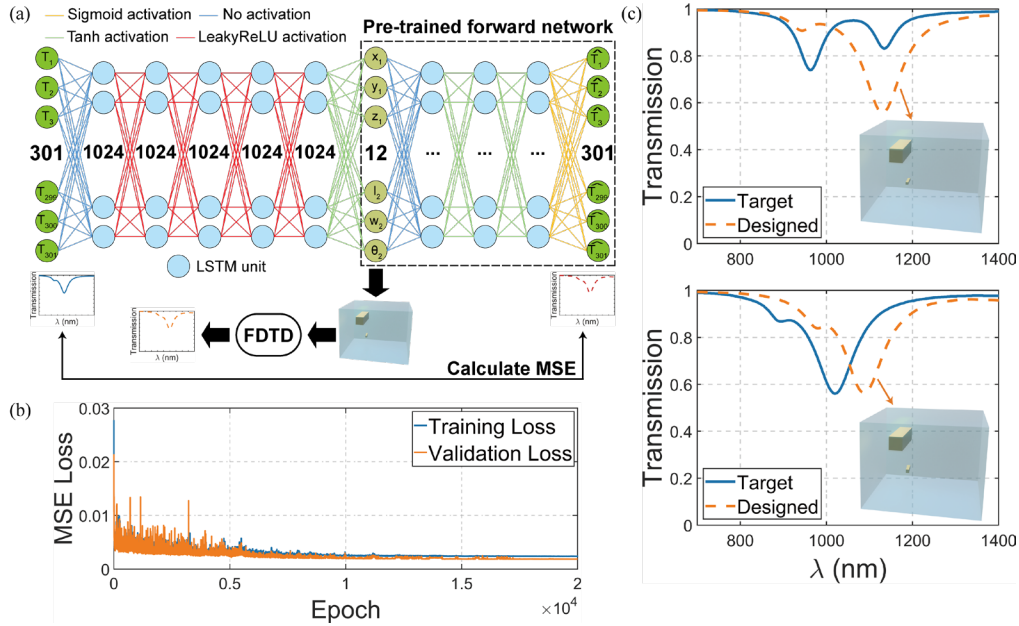 (a)
Sigmoid activation
No activation
Tanh activation
LeakyReLU activation
Pre-trained forward network
T1
T2
T3
301
T299
T300
T301
1024
1024
1024
1024
1024
x1
y1
z1
12
l2
w2
θ2
...
...
...
T̂1
T̂2
T̂3
301
T̂299
T̂300
T̂301
LSTM unit
Transmission
λ (nm)
Transmission
λ (nm)
FDTD
Transmission
λ (nm)
Calculate MSE
(b)
0.03
0.02
0.01
0
MSE Loss
Training Loss
Validation Loss
0
0.5
1
1.5
2
×10⁴
Epoch
(c)
1
0.8
0.6
0.4
0.2
0
Transmission
Target
Designed
800
1000
1200
1400
1
0.8
0.6
0.4
0.2
0
Transmission
Target
Designed
800
1000
1200
1400
λ (nm)